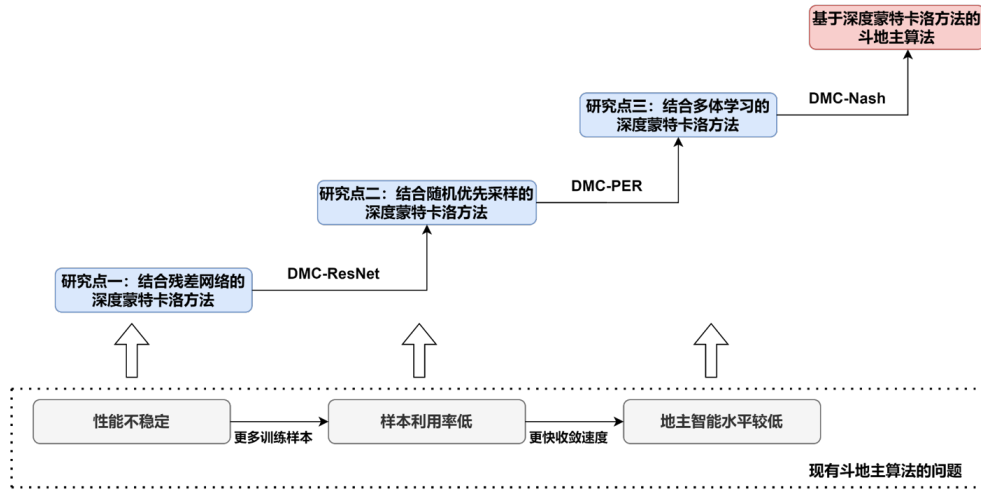 基于深度蒙特卡洛方法的
斗地主算法
DMC-Nash
研究点三：结合多体学习的
深度蒙特卡洛方法
DMC-PER
研究点二：结合随机优先采样的
深度蒙特卡洛方法
DMC-ResNet
研究点一：结合残差网络的
深度蒙特卡洛方法
性能不稳定
更多训练样本
样本利用率低
更快收敛速度
地主智能水平较低
现有斗地主算法的问题